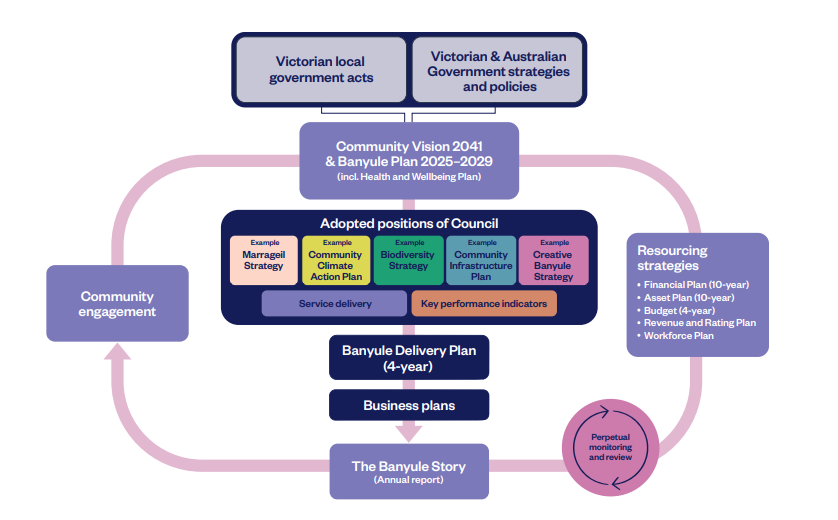 Victorian local
government acts
Victorian & Australian
Government strategies
and policies
Community Vision 2041
& Banyule Plan 2025–2029
(incl. Health and Wellbeing Plan)
Adopted positions of Council
Example
Marrageil
Strategy
Example
Community
Climate
Action Plan
Example
Biodiversity
Strategy
Example
Community
Infrastructure
Plan
Example
Creative
Banyule
Strategy
Service delivery
Key performance indicators
Resourcing
strategies
• Financial Plan (10-year)
• Asset Plan (10-year)
• Budget (4-year)
• Revenue and Rating Plan
• Workforce Plan
Community
engagement
Banyule Delivery Plan
(4-year)
Business plans
Perpetual
monitoring
and review
The Banyule Story
(Annual report)